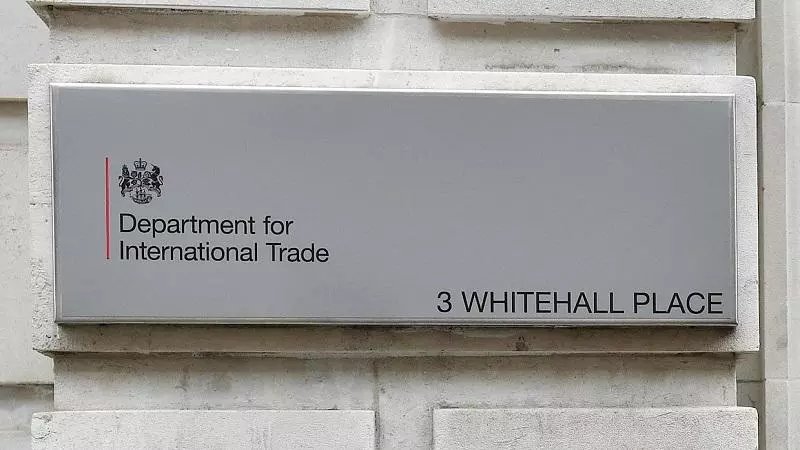 Department for
International Trade
3 WHITEHALL PLACE